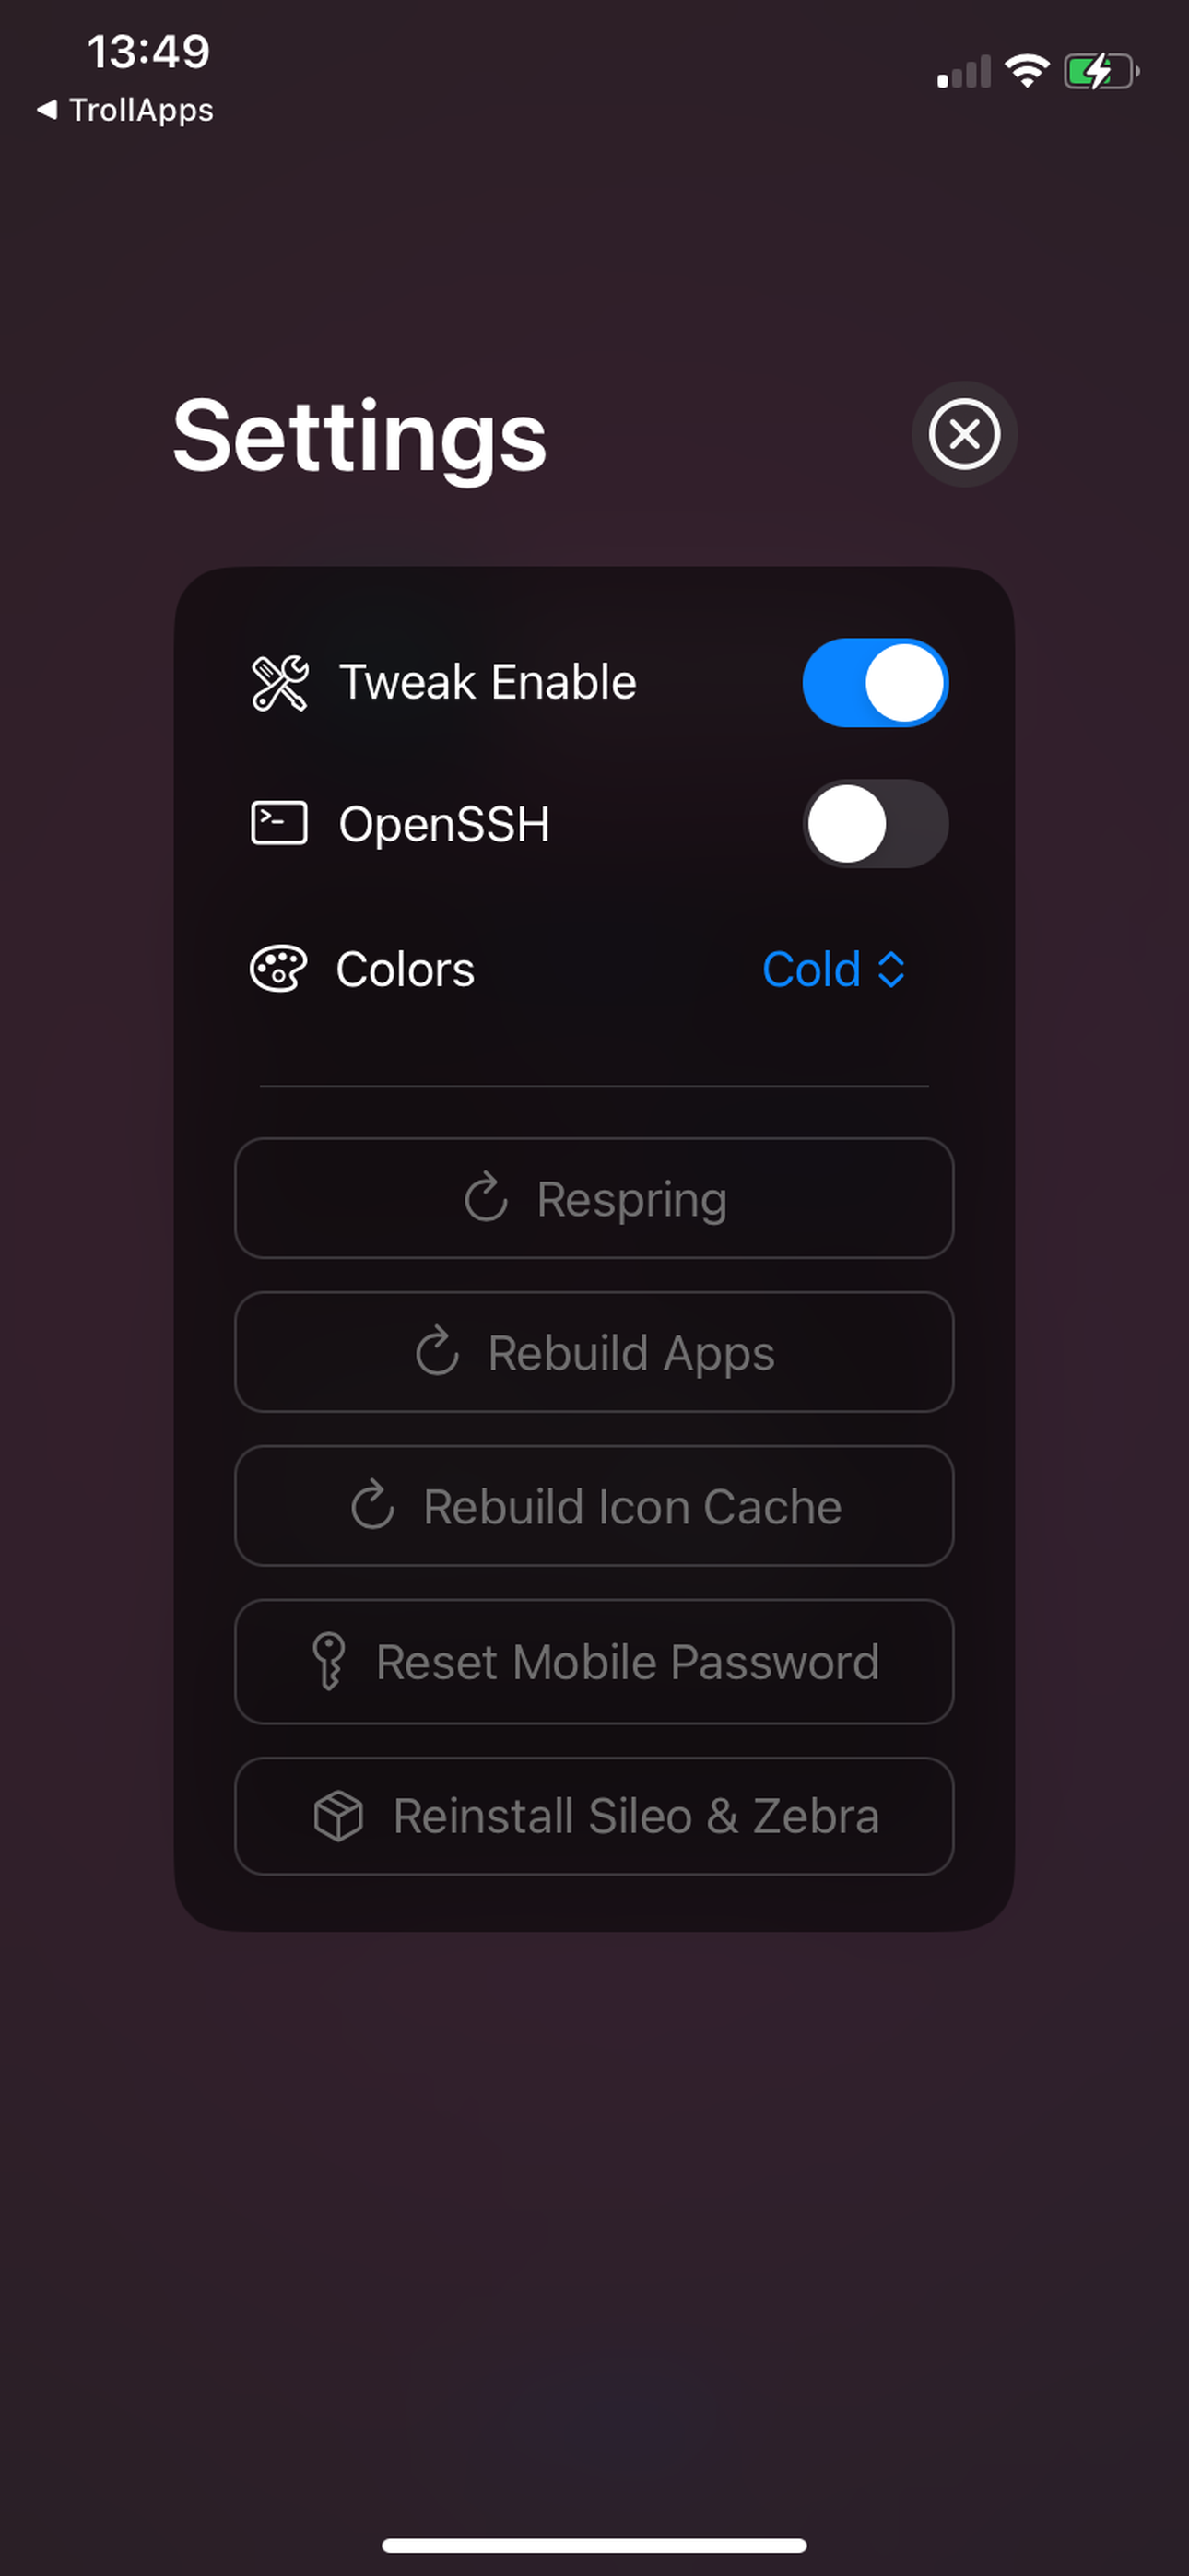 13:49
◀ TrollApps
Settings
Tweak Enable
OpenSSH
Colors
Cold
Respring
Rebuild Apps
Rebuild Icon Cache
Reset Mobile Password
Reinstall Sileo & Zebra